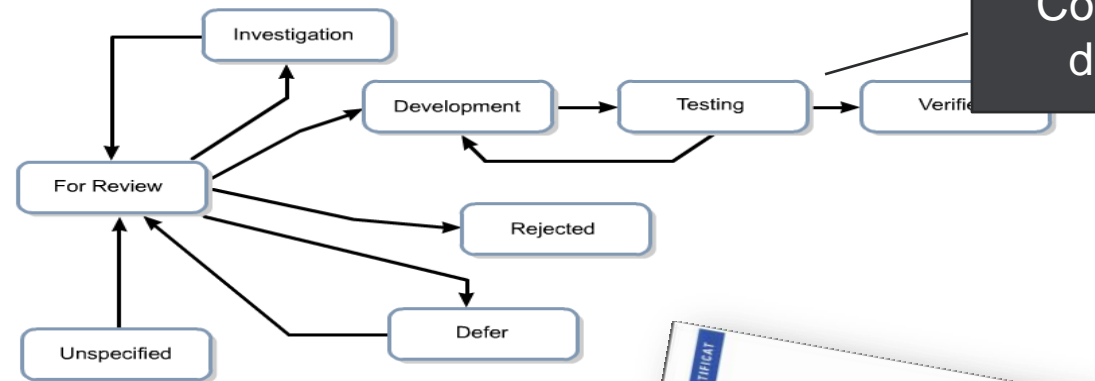 Investigation
Development
Testing
For Review
Rejected
Defer
Unspecified